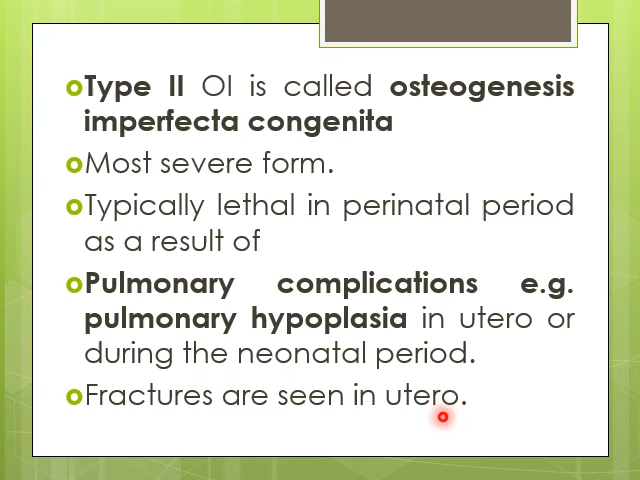 Type II OI is called osteogenesis
imperfecta congenita
Most severe form.
Typically lethal in perinatal period
as a result of
Pulmonary complications e.g.
pulmonary hypoplasia in utero or
during the neonatal period.
Fractures are seen in utero.